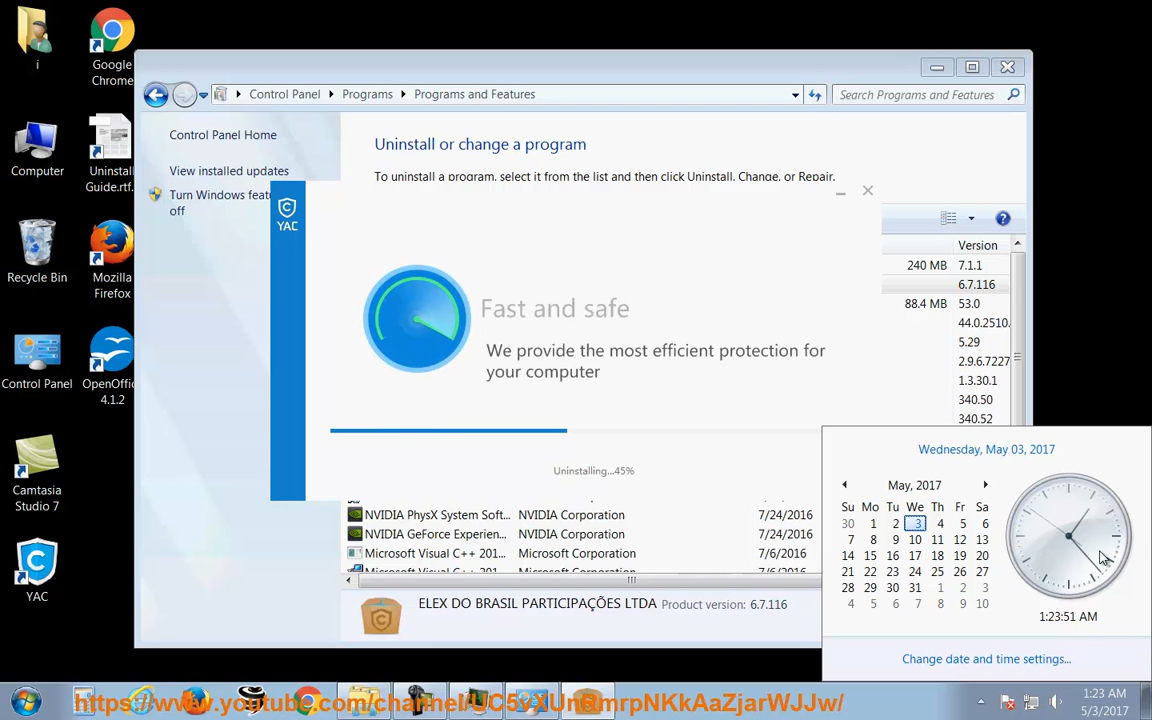 i
Google
Chrome
Computer
Uninstall
Guide.rtf...
Recycle Bin
Mozilla
Firefox
Control Panel
OpenOffi
4.1.2
Camtasia
Studio 7
YAC
Control Panel
Programs
Programs and Features
Search Programs and Features
Control Panel Home
View installed updates
Turn Windows featu
off
Uninstall or change a program
To uninstall a program, select it from the list and then click Uninstall, Change, or Repair.
YAC
Fast and safe
We provide the most efficient protection for
your computer
Uninstalling...45%
Version
240 MB 7.1.1
6.7.116
88.4 MB 53.0
44.0.2510.
5.29
2.9.6.7227
1.3.30.1
340.50
340.52
NVIDIA PhysX System Soft... NVIDIA Corporation 7/24/2016
NVIDIA GeForce Experien... NVIDIA Corporation 7/24/2016
Microsoft Visual C++ 201... Microsoft Corporation 7/6/2016
Microsoft Visual C++ 201... Microsoft Corporation 7/6/2016
ELEX DO BRASIL PARTICIPAÇÕES LTDA Product version: 6.7.116
Wednesday, May 03, 2017
May, 2017
Su Mo Tu We Th Fr Sa
30 1 2 3 4 5 6
7 8 9 10 11 12 13
14 15 16 17 18 19 20
21 22 23 24 25 26 27
28 29 30 31 1 2 3
4 5 6 7 8 9 10
1:23:51 AM
Change date and time settings...
1:23 AM
5/3/2017